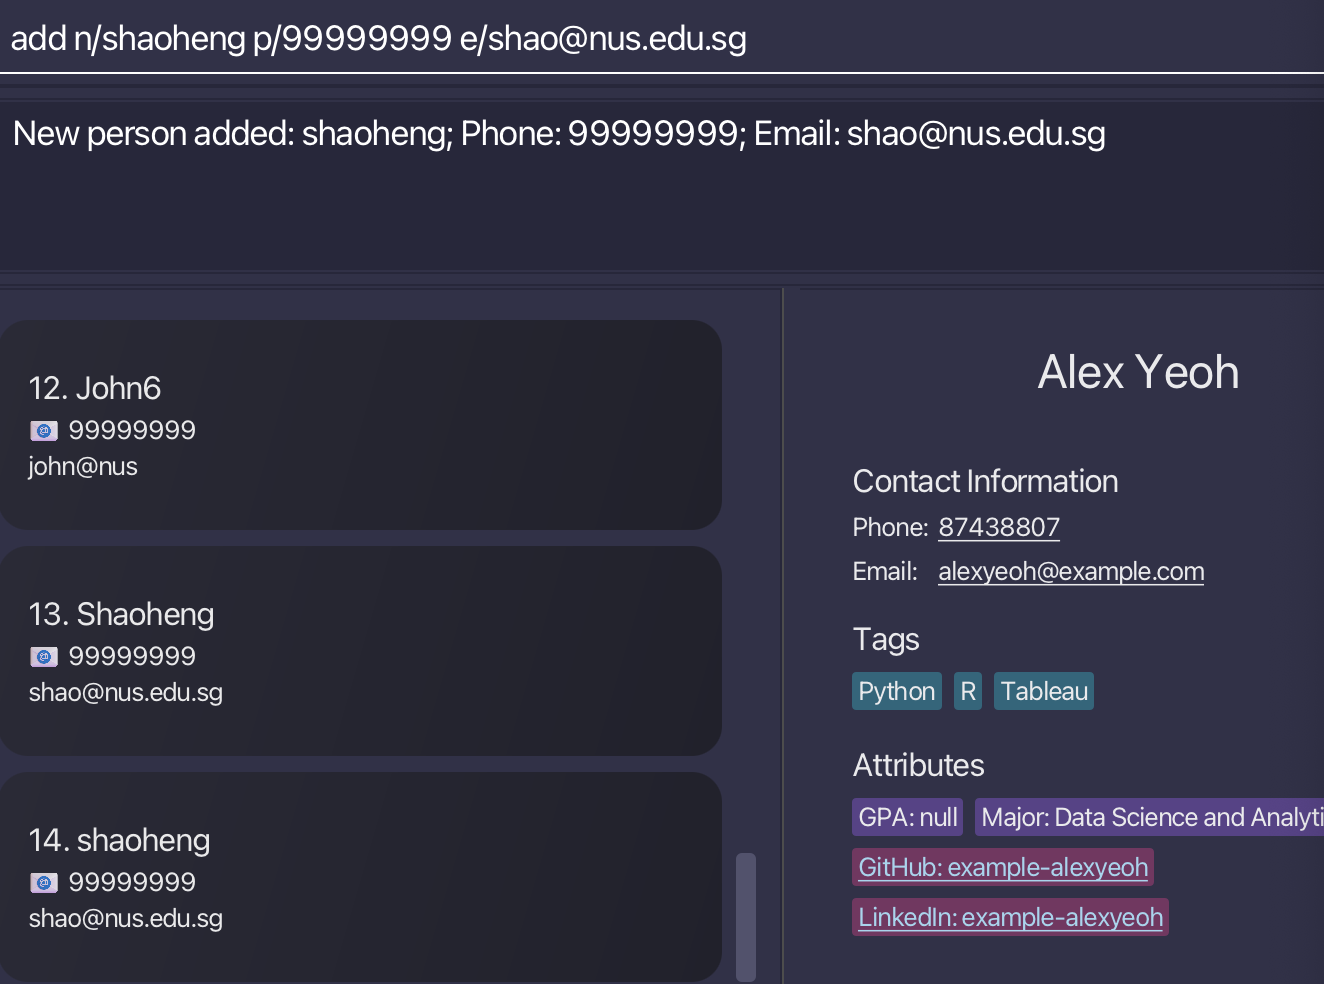 add n/shaoheng p/99999999 e/shao@nus.edu.sg
New person added: shaoheng; Phone: 99999999; Email: shao@nus.edu.sg
12. John6
99999999
john@nus
13. Shaoheng
99999999
shao@nus.edu.sg
14. shaoheng
99999999
shao@nus.edu.sg
Alex Yeoh
Contact Information
Phone: 87438807
Email: alexyeoh@example.com
Tags
Python R Tableau
Attributes
GPA: null Major: Data Science and Analyti
GitHub: example-alexyeoh
LinkedIn: example-alexyeoh